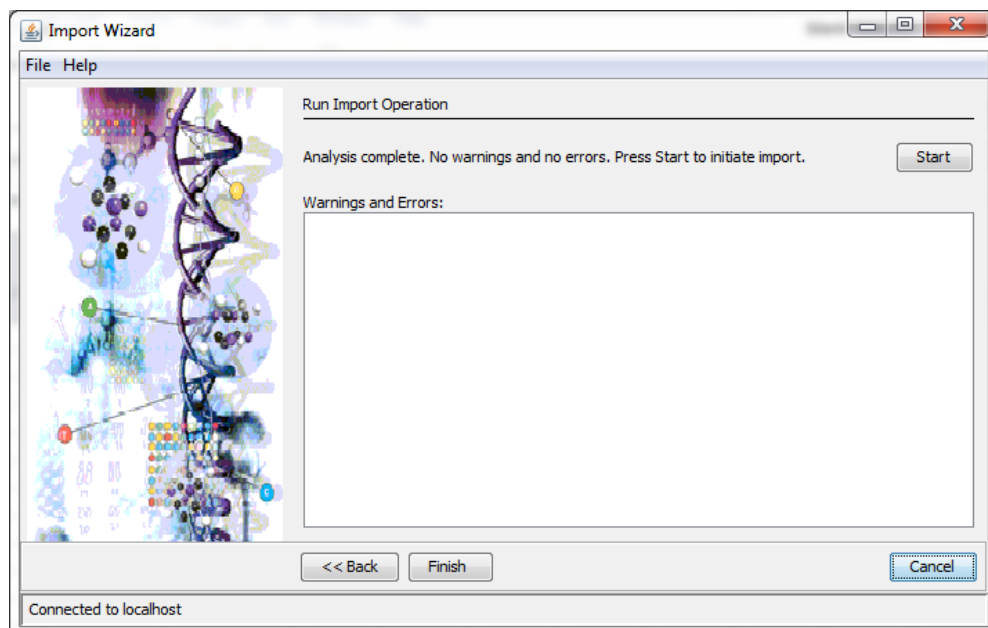 Import Wizard
File Help
Run Import Operation
Analysis complete. No warnings and no errors. Press Start to initiate import.
Start
Warnings and Errors:
A
T
<< Back
Finish
Cancel
Connected to localhost